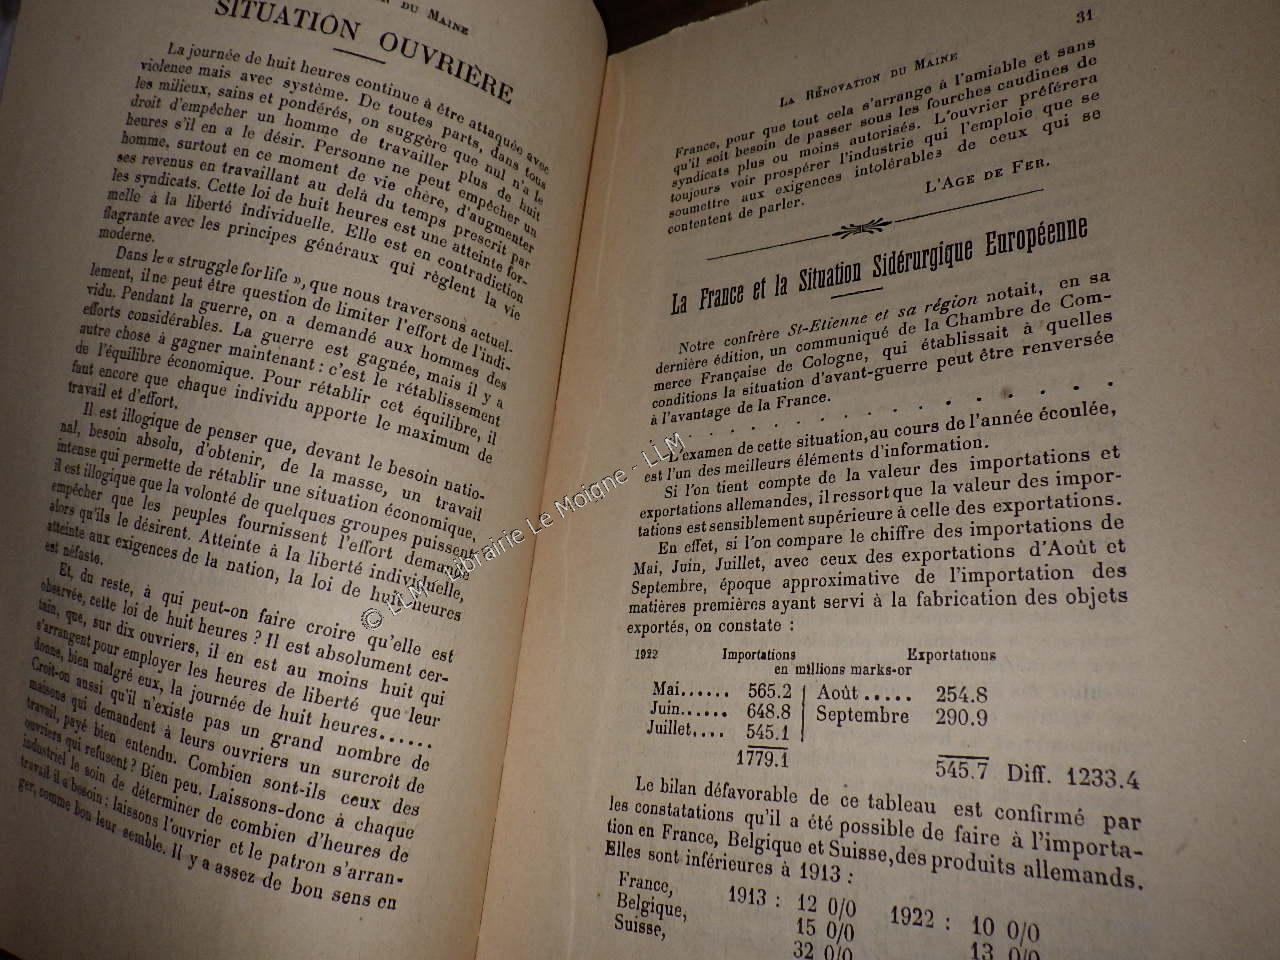 DU MAINE
SITUATION OUVRIÈRE
La journée de huit heures continue à être attaquée avec
violence mais avec système. De toutes parts, dans tous
les milieux, sains et pondérés, on suggère que nul n'a le
droit d'empêcher un homme de travailler plus de huit
heures s'il en a le désir. Personne ne peut empêcher un
homme, surtout en ce moment de vie chère, d'augmenter
ses revenus en travaillant au delà du temps prescrit par
les syndicats. Cette loi de huit heures est une atteinte for-
melle à la liberté individuelle. Elle est en contradiction
flagrante avec les principes généraux qui règlent la vie
moderne.
Dans le « struggle for life », que nous traversons actuel-
lement, il ne peut être question de limiter l'effort de l'indi-
vidu. Pendant la guerre, on a demandé aux hommes des
efforts considérables. La guerre est gagnée, mais il y a
autre chose à gagner maintenant : c'est le rétablissement
de l'équilibre économique. Pour rétablir cet équilibre, il
faut encore que chaque individu apporte le maximum de
travail et d'effort.
Il est illogique de penser que, devant le besoin natio-
nal, besoin absolu, d'obtenir, de la masse, un travail
intense qui permette de rétablir une situation économique,
il est illogique que la volonté de quelques groupes puissent
empêcher que les peuples fournissent l'effort demandé
alors qu'ils le désirent. Atteinte à la liberté individuelle,
atteinte aux exigences de la nation, la loi de huit heures
est néfaste.
Et, du reste, à qui peut-on faire croire qu'elle est
observée, cette loi de huit heures ? Il est absolument cer-
tain, que, sur dix ouvriers, il en est au moins huit qui
s'arrangent pour employer les heures de liberté que leur
donne, bien malgré eux, la journée de huit heures......
Croit-on aussi qu'il n'existe pas un grand nombre de
maisons qui demandent à leurs ouvriers un surcroît de
travail, payé bien entendu. Combien sont-ils ceux des
ouvriers qui refusent ? Bien peu. Laissons-donc à chaque
industriel le soin de déterminer de combien d'heures de
travail il a besoin ; laissons l'ouvrier et le patron s'arran-
ger, comme bon leur semble. Il y a assez de bon sens en
31
LA RÉNOVATION DU MAINE
France, pour que tout cela s'arrange à l'amiable et sans
qu'il soit besoin de passer sous les fourches caudines de
syndicats plus ou moins autorisés. L'ouvrier préférera
toujours voir prospérer l'industrie qui l'emploie que se
soumettre aux exigences intolérables de ceux qui se
contentent de parler.
L'AGE DE FER.
La France et la Situation Sidérurgique Européenne
Notre confrère St-Etienne et sa région notait, en sa
dernière édition, un communiqué de la Chambre de Com-
merce Française de Cologne, qui établissait à quelles
conditions la situation d'avant-guerre peut être renversée
à l'avantage de la France.
. . . . . . . . . . . . . . . .
L'examen de cette situation, au cours de l'année écoulée,
est l'un des meilleurs éléments d'information.
Si l'on tient compte de la valeur des importations et
exportations allemandes, il ressort que la valeur des impor-
tations est sensiblement supérieure à celle des exportations.
En effet, si l'on compare le chiffre des importations de
Mai, Juin, Juillet, avec ceux des exportations d'Août et
Septembre, époque approximative de l'importation des
matières premières ayant servi à la fabrication des objets
exportés, on constate :
1922 Importations Exportations
en millions marks-or
Mai...... 565.2 Août ..... 254.8
Juin...... 648.8 Septembre 290.9
Juillet.... 545.1
1779.1 545.7 Diff. 1233.4
Le bilan défavorable de ce tableau est confirmé par
les constatations qu'il a été possible de faire à l'importa-
tion en France, Belgique et Suisse, des produits allemands.
Elles sont inférieures à 1913 :
France, 1913 : 12 0/0 1922 : 10 0/0
Belgique, 15 0/0 13 0/0
Suisse, 32 0/0
© LLM - Librairie Le Moigne - LLM